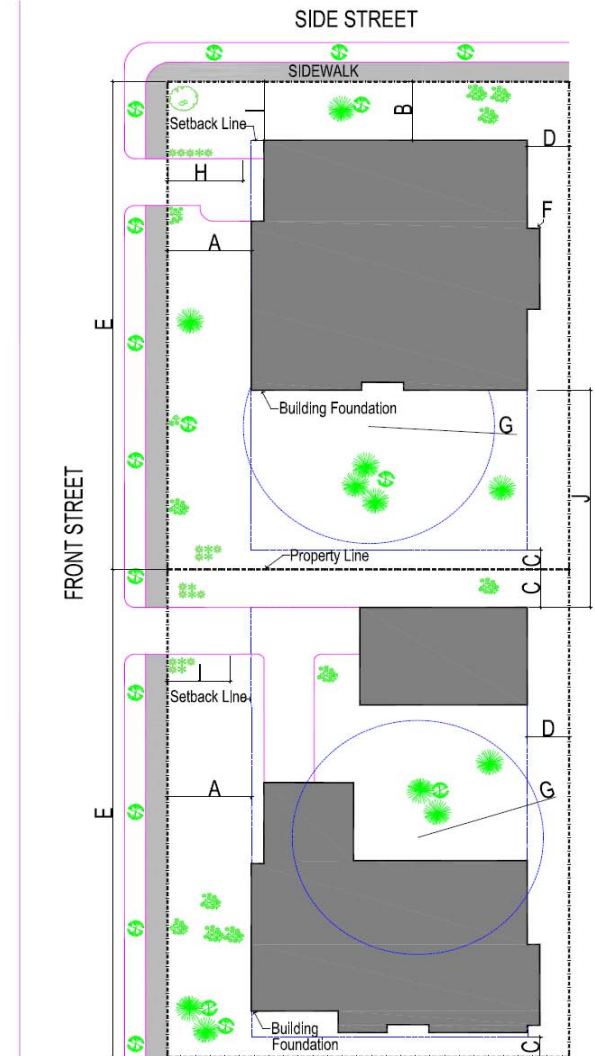 SIDE STREET
SIDEWALK
B
Setback Line
D
H
F
A
E
Building Foundation
G
J
FRONT STREET
Property Line
C
C
Setback Line
D
A
G
E
Building
Foundation
C